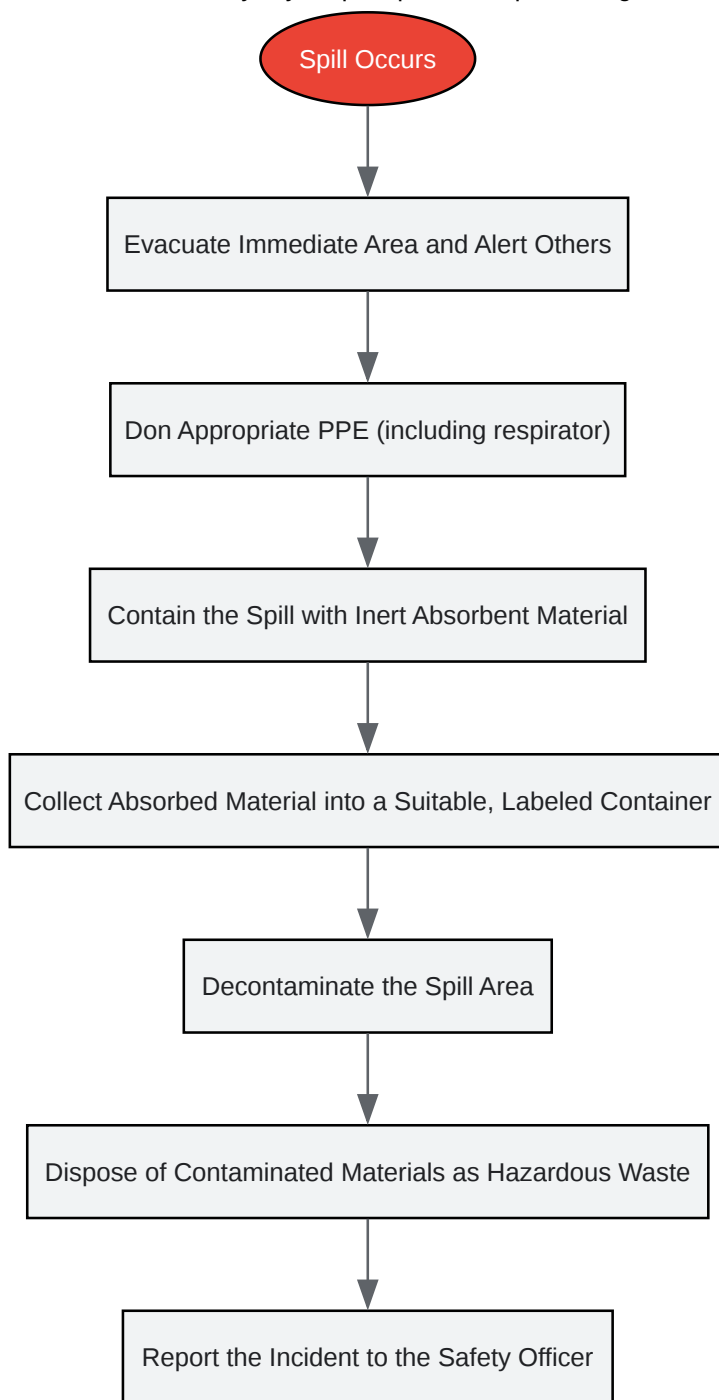 Spill Occurs
Evacuate Immediate Area and Alert Others
Don Appropriate PPE (including respirator)
Contain the Spill with Inert Absorbent Material
Collect Absorbed Material into a Suitable, Labeled Container
Decontaminate the Spill Area
Dispose of Contaminated Materials as Hazardous Waste
Report the Incident to the Safety Officer